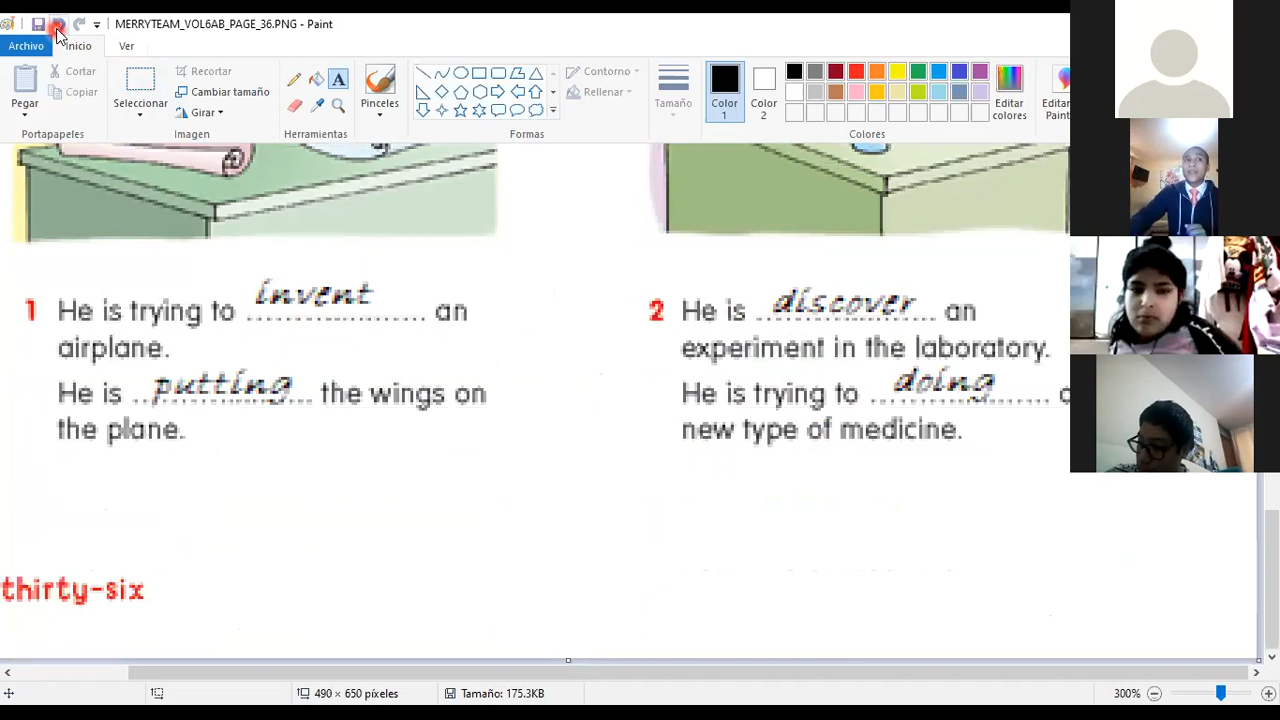 MERRYTEAM_VOL6AB_PAGE_36.PNG - Paint
Archivo Inicio Ver
Pegar
Cortar
Copiar
Portapapeles
Seleccionar
Recortar
Cambiar tamaño
Girar
Imagen
A
Herramientas
Pinceles
Contorno
Rellenar
Formas
Tamaño
Color
1
Color
2
Editar
colores
Colores
Editar
Paint
1 He is trying to invent an
airplane.
He is putting the wings on
the plane.
2 He is discover an
experiment in the laboratory.
He is trying to doing
new type of medicine.
thirty-six
490 × 650 píxeles
Tamaño: 175.3KB
300%